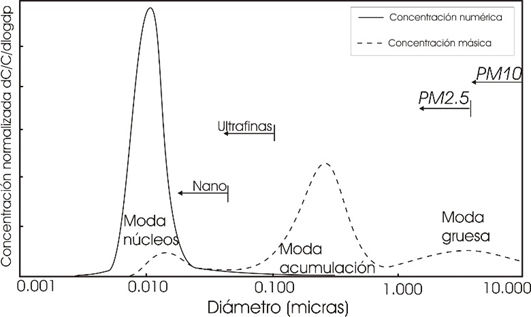 Concentración normalizada dC/C/dlogdp
Concentración numérica
Concentración másica
PM10
PM2.5
Ultrafinas
Nano
Moda
núcleos
Moda
acumulación
Moda
gruesa
0.001
0.010
0.100
1.000
10.000
Diámetro (micras)